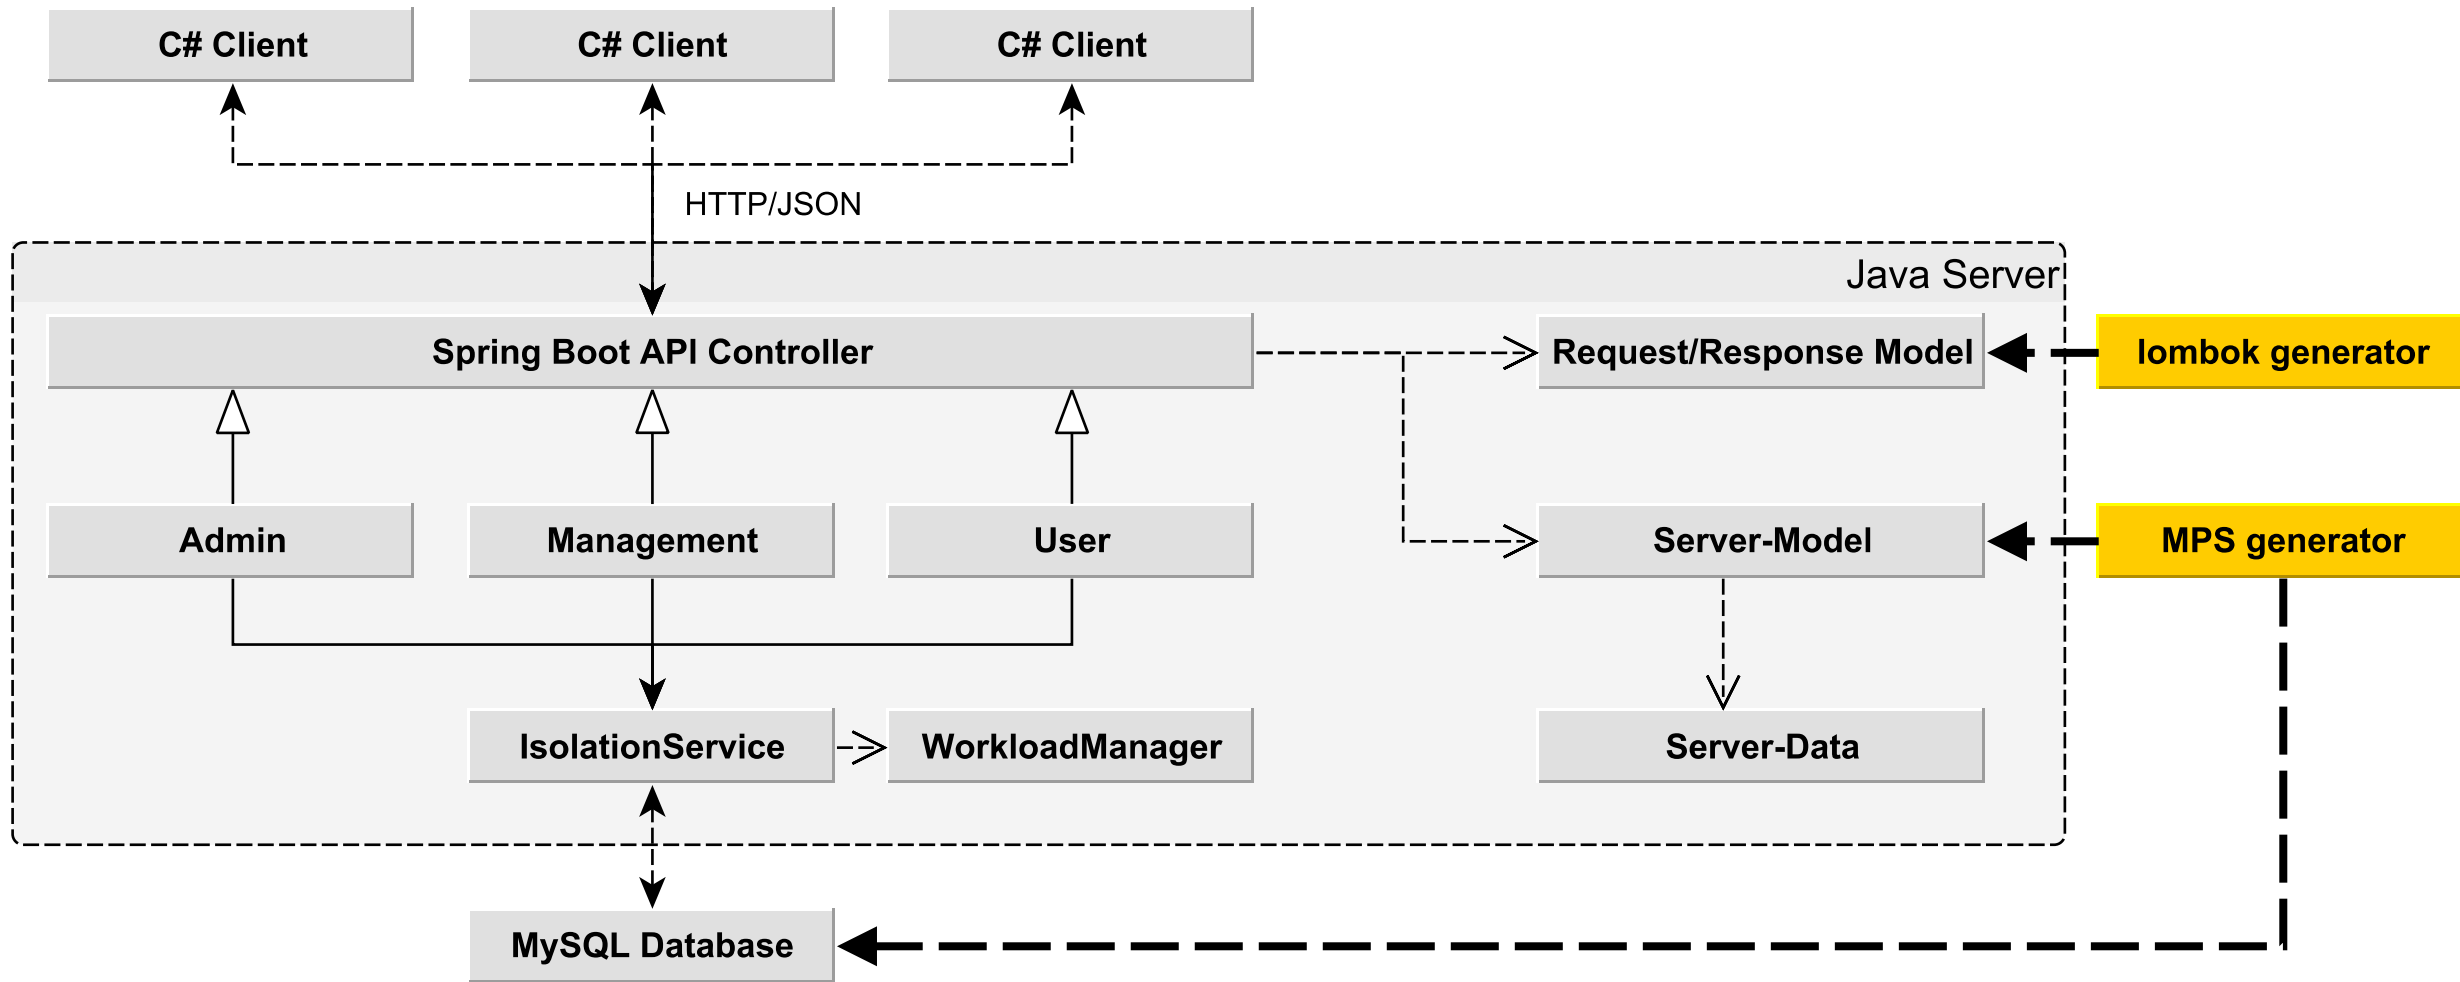 C# Client
C# Client
C# Client
HTTP/JSON
Java Server
Spring Boot API Controller
Request/Response Model
lombok generator
Admin
Management
User
Server-Model
MPS generator
IsolationService
WorkloadManager
Server-Data
MySQL Database